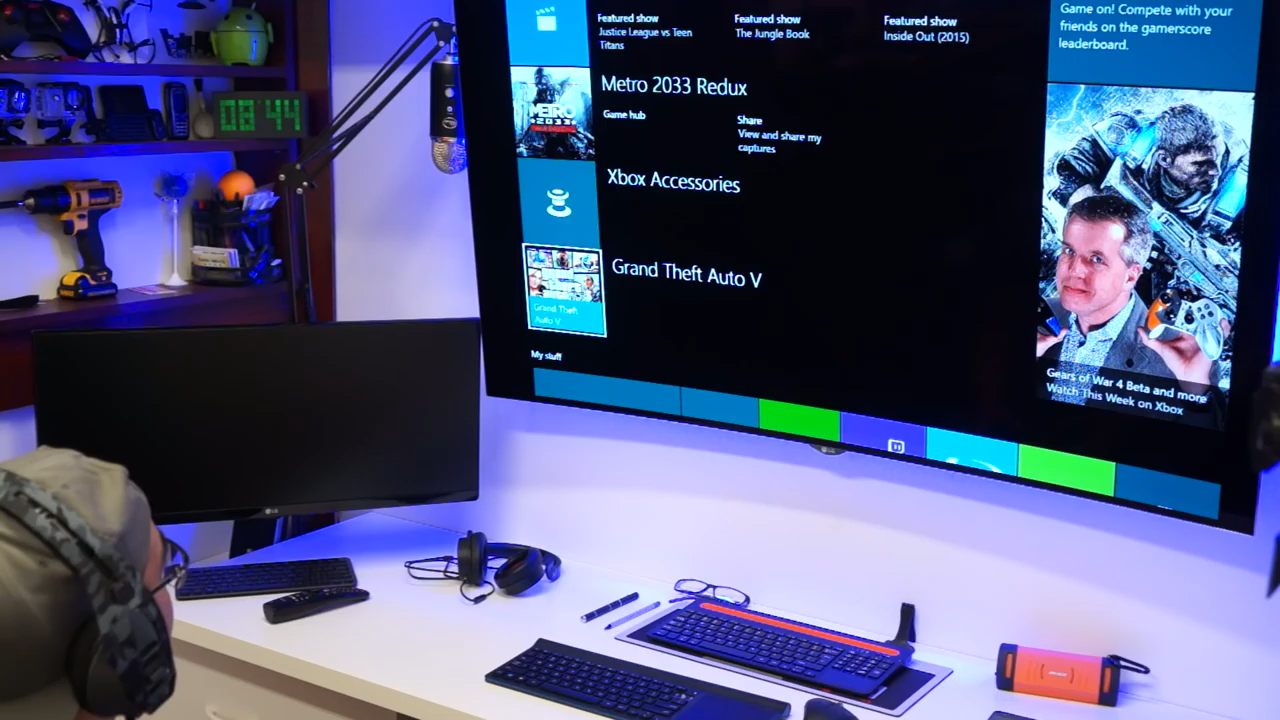 08:44
Featured show
Justice League vs Teen
Titans
Featured show
The Jungle Book
Featured show
Inside Out (2015)
Game on! Compete with your
friends on the gamerscore
leaderboard.
METRO
2033
Metro 2033 Redux
Game hub
Share
View and share my
captures
Xbox Accessories
Grand Theft Auto V
Grand Theft
Auto V
My stuff
Gears of War 4 Beta and more
Watch This Week on Xbox
LG
LG